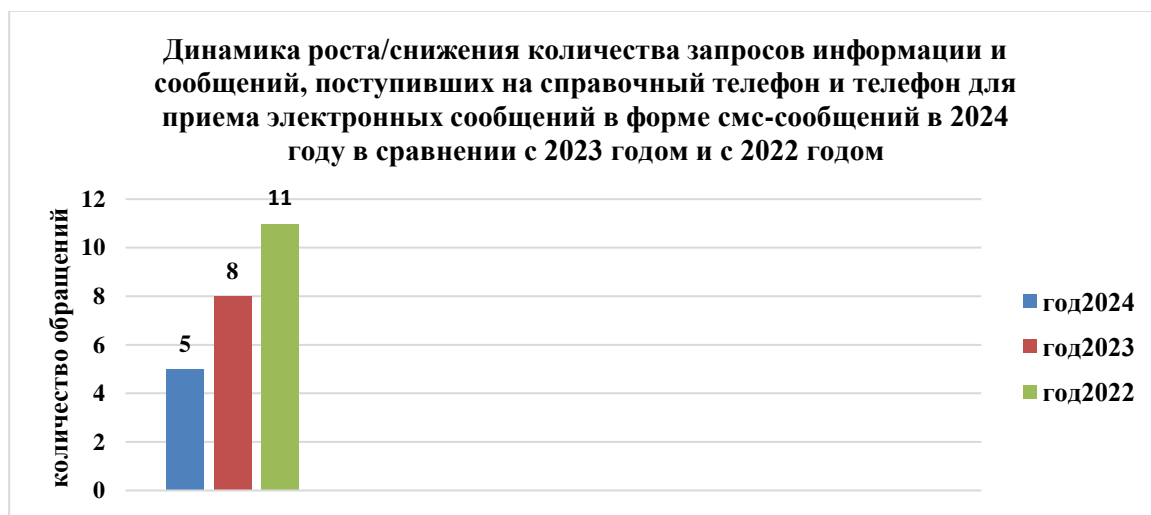 Динамика роста/снижения количества запросов информации и
сообщений, поступивших на справочный телефон и телефон для
приема электронных сообщений в форме смс-сообщений в 2024
году в сравнении с 2023 годом и с 2022 годом
количество обращений
12
10
8
6
4
2
0
5
8
11
год2024
год2023
год2022